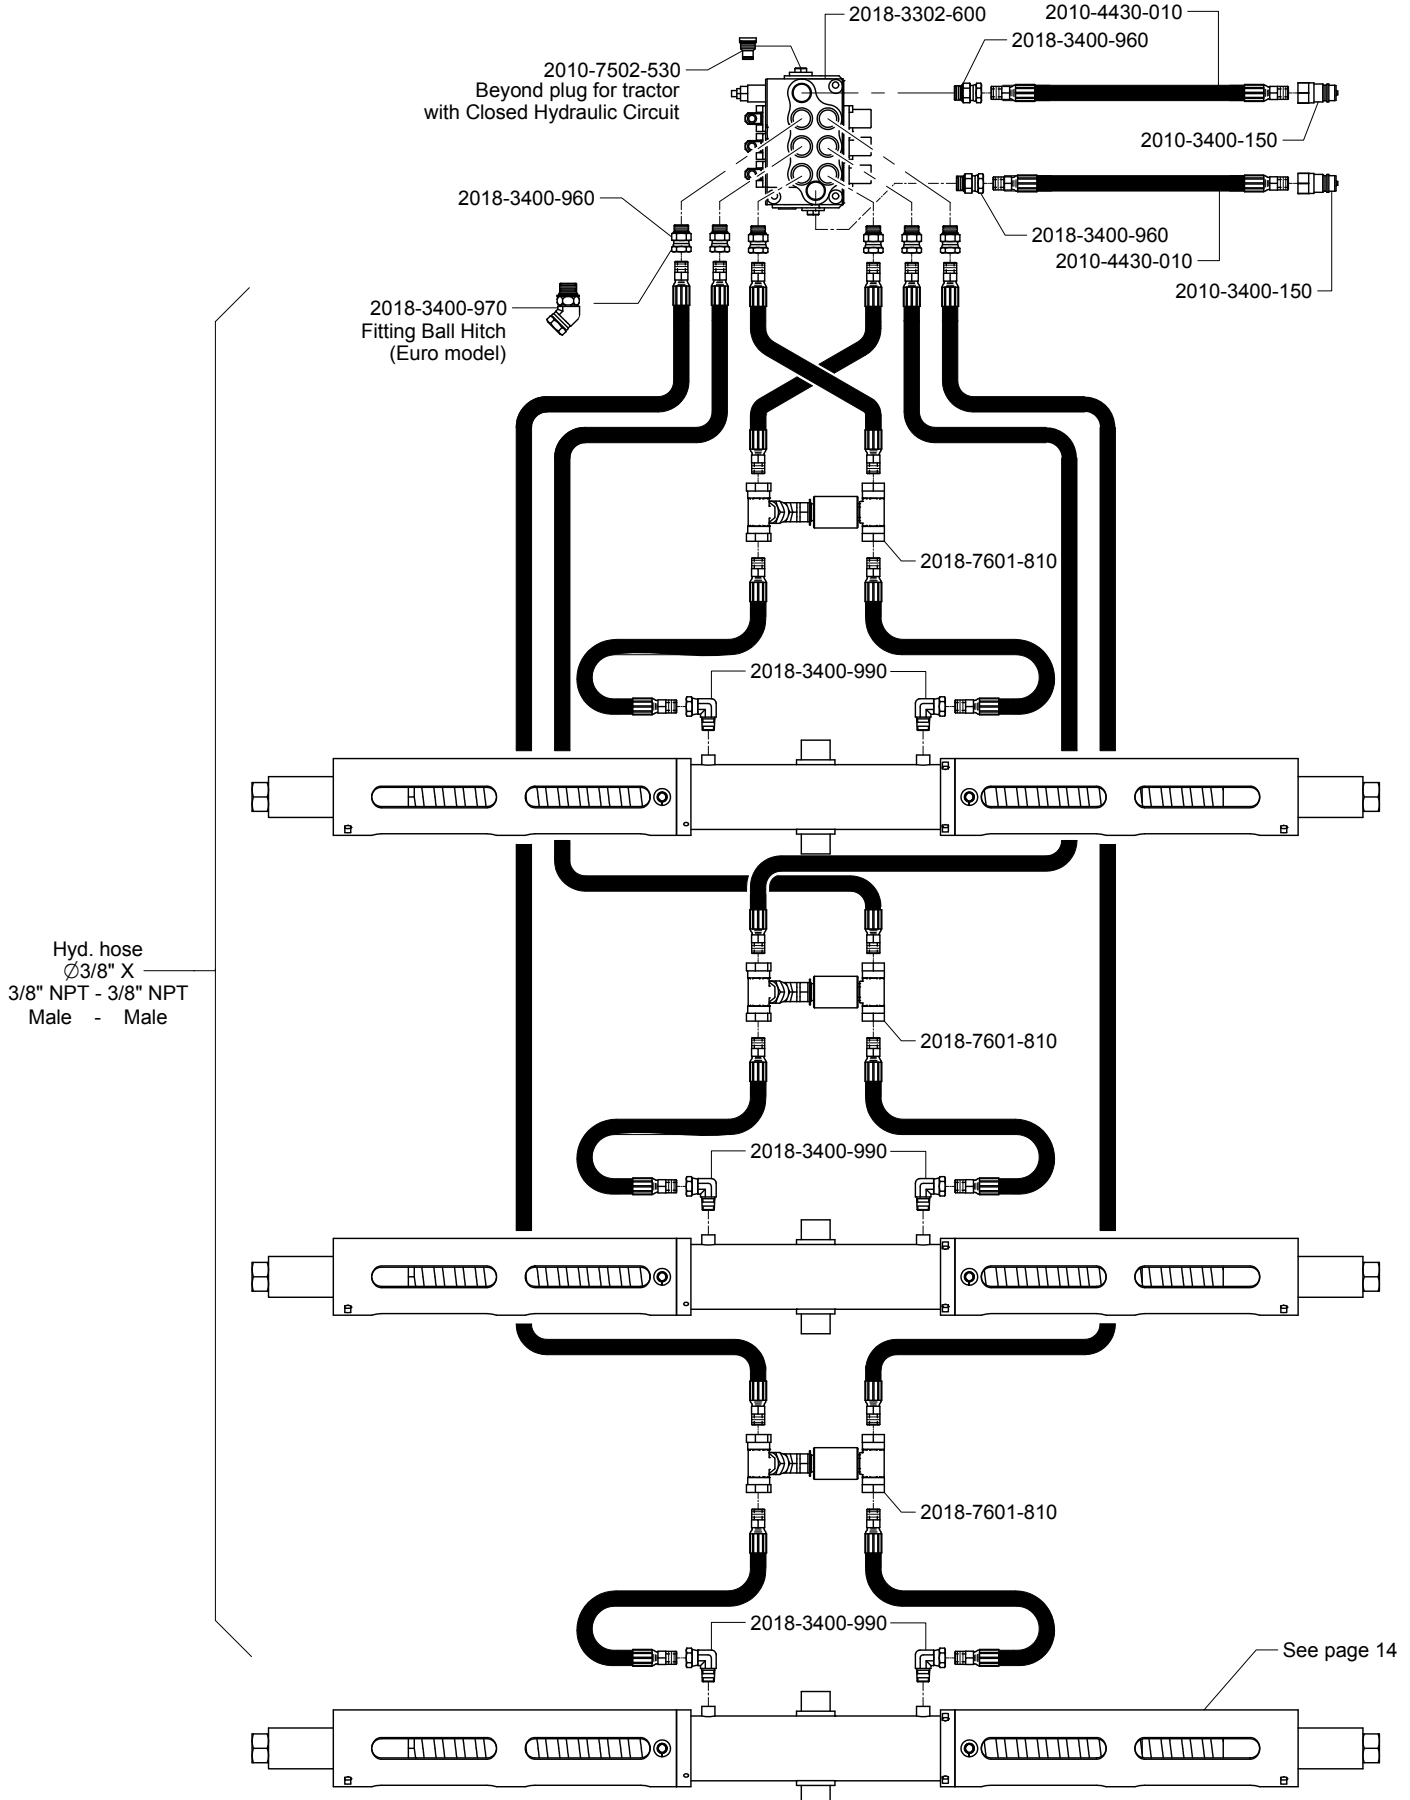 2018-3302-600
2010-4430-010
2018-3400-960
2010-7502-530
Beyond plug for tractor
with Closed Hydraulic Circuit
2010-3400-150
2018-3400-960
2018-3400-960
2010-4430-010
2010-3400-150
2018-3400-970
Fitting Ball Hitch
(Euro model)
2018-7601-810
2018-3400-990
Hyd. hose
Ø3/8" X
3/8" NPT - 3/8" NPT
Male - Male
2018-7601-810
2018-3400-990
2018-7601-810
2018-3400-990
See page 14